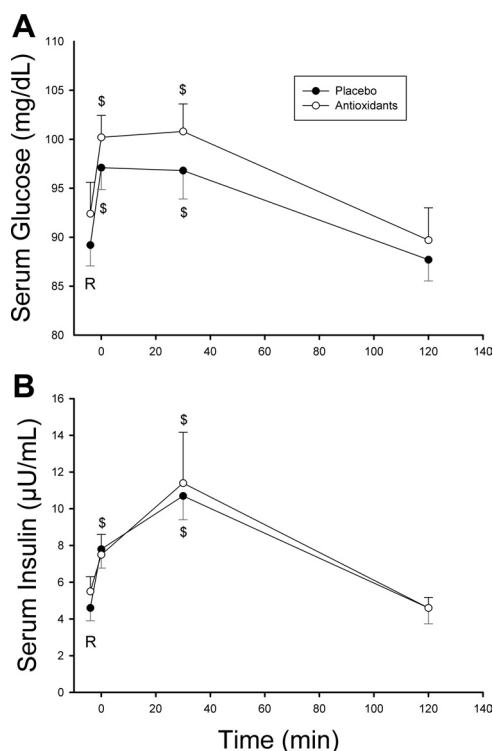 A
Serum Glucose (mg/dL)
110
105
100
95
90
85
80
$ $
$ $
R
Placebo
Antioxidants
0 20 40 60 80 100 120 140
B
Serum Insulin (µU/mL)
16
14
12
10
8
6
4
2
0
$
$
$
R
0 20 40 60 80 100 120 140
Time (min)